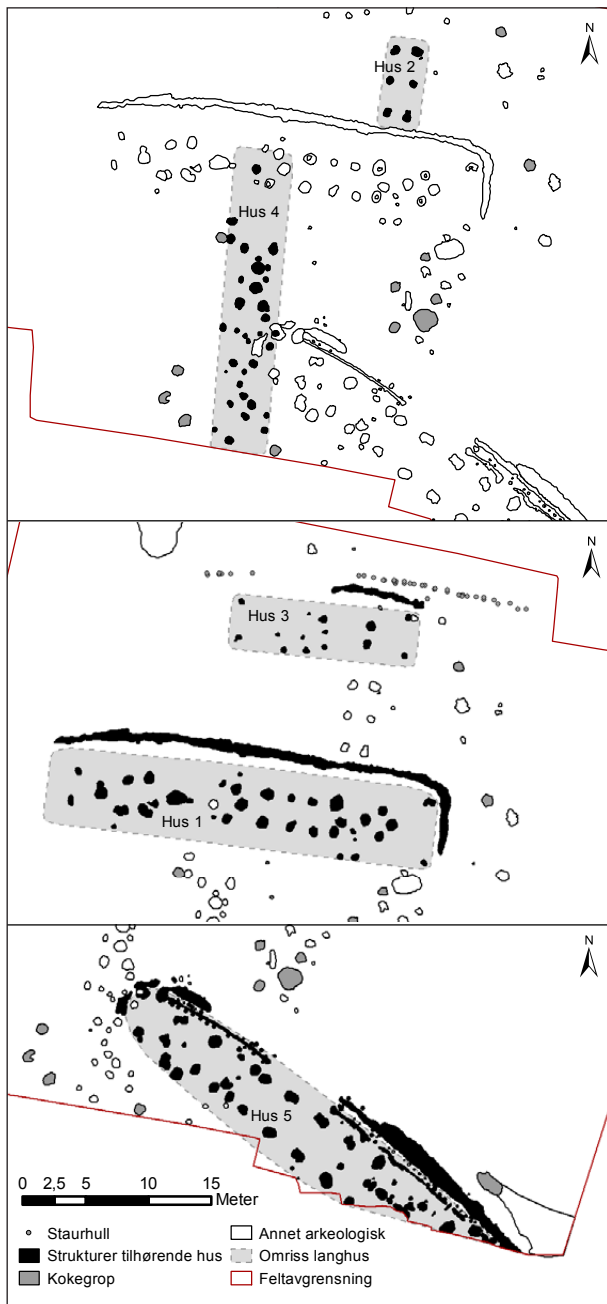 N
Hus 2
Hus 4
N
Hus 3
Hus 1
N
Hus 5
0 2,5 5 10 15
Meter
Staurhull
Annet arkeologisk
Strukturer tilhørende hus
Omriss langhus
Kokegrop
Feltavgrensning